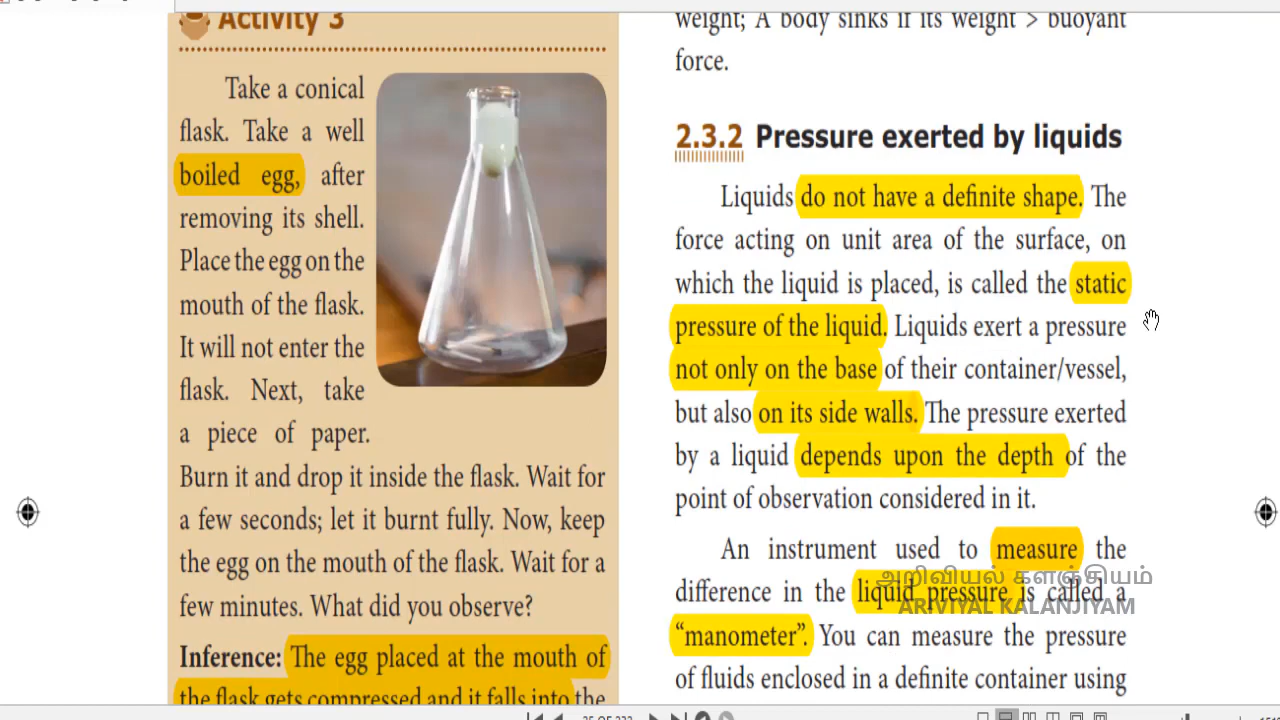 Activity 3
Take a conical
flask. Take a well
boiled egg, after
removing its shell.
Place the egg on the
mouth of the flask.
It will not enter the
flask. Next, take
a piece of paper.
Burn it and drop it inside the flask. Wait for
a few seconds; let it burnt fully. Now, keep
the egg on the mouth of the flask. Wait for a
few minutes. What did you observe?
Inference: The egg placed at the mouth of
the flask gets compressed and it falls into the
weight; A body sinks if its weight > buoyant
force.
2.3.2 Pressure exerted by liquids
Liquids do not have a definite shape. The
force acting on unit area of the surface, on
which the liquid is placed, is called the static
pressure of the liquid. Liquids exert a pressure
not only on the base of their container/vessel,
but also on its side walls. The pressure exerted
by a liquid depends upon the depth of the
point of observation considered in it.
An instrument used to measure the
difference in the liquid pressure is called a
“manometer”. You can measure the pressure
of fluids enclosed in a definite container using
அறிவியல் களஞ்சியம்
ARIVIYAL KALANJIYAM